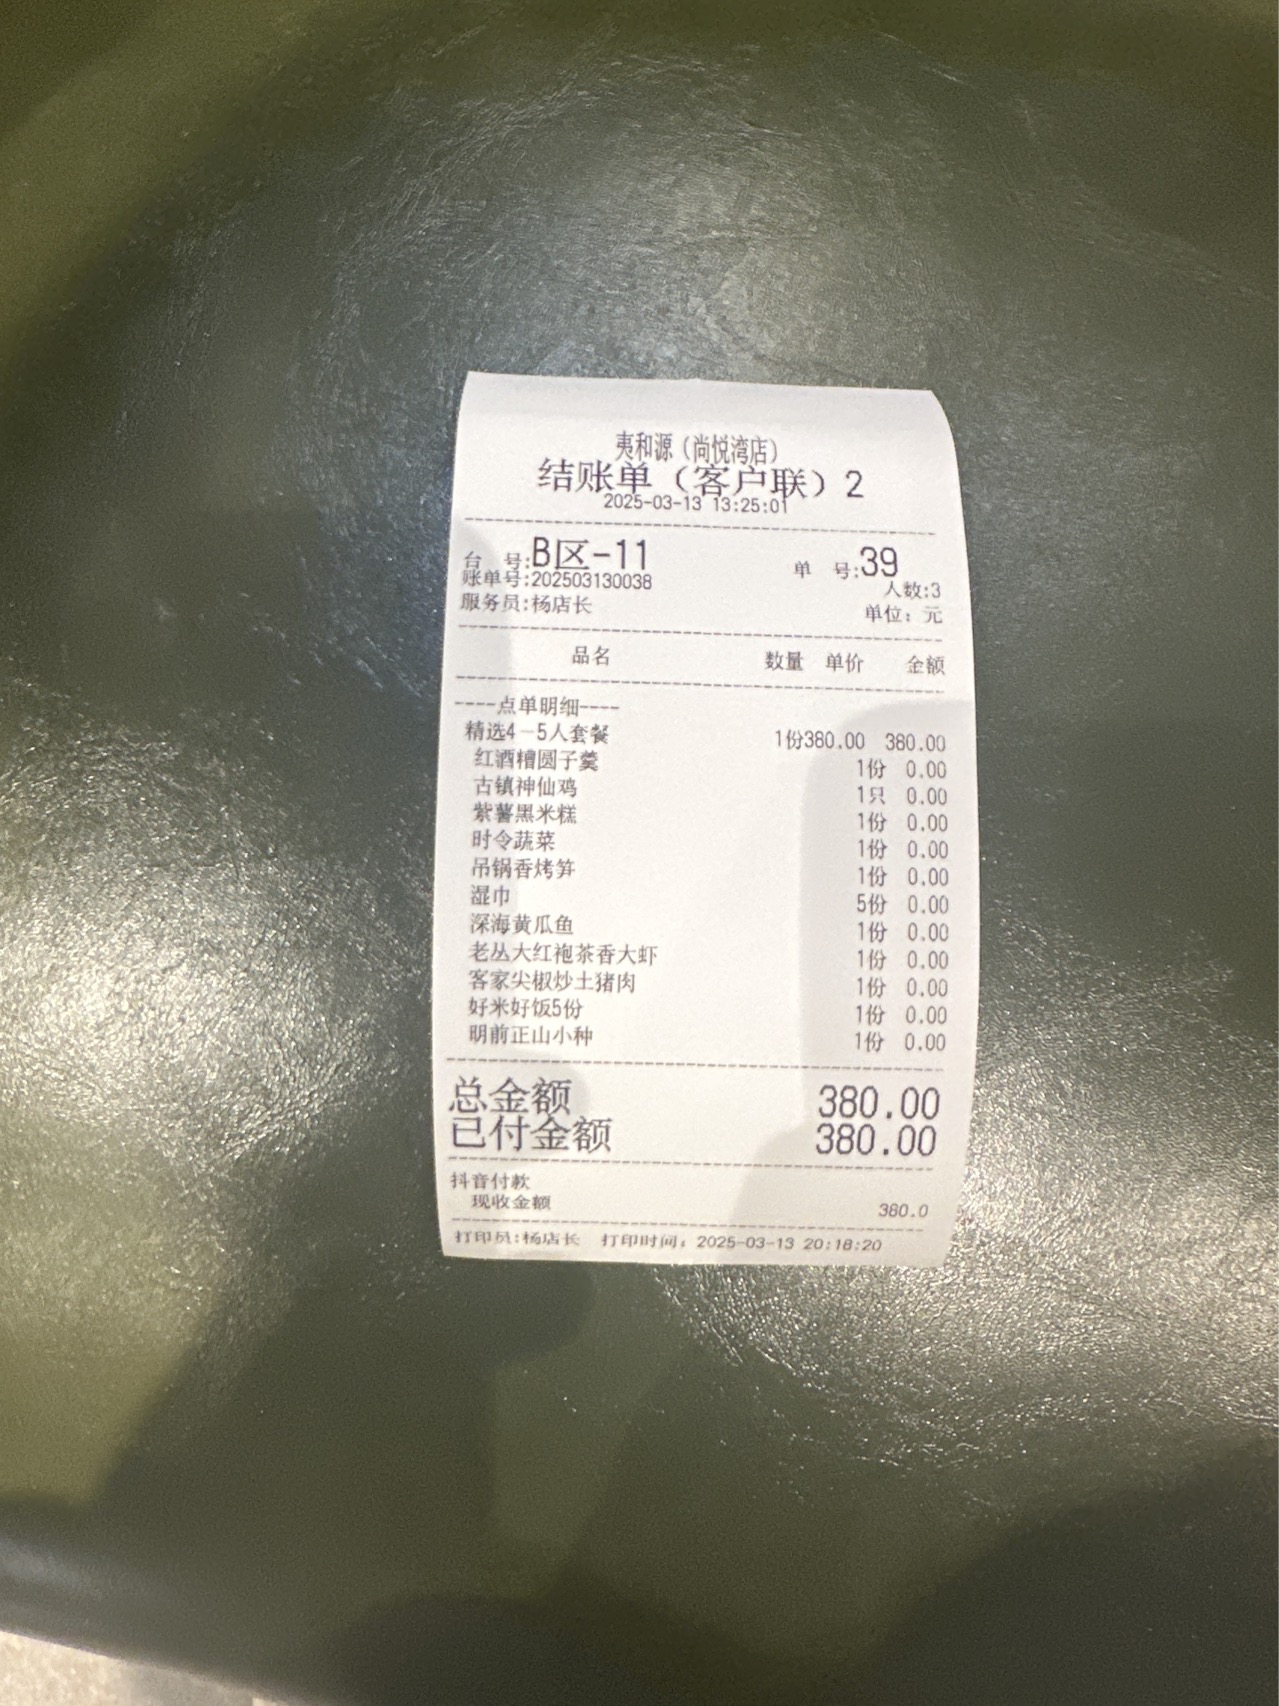 夷和源（尚悦湾店）
结账单（客户联）2
2025-03-13 13:25:01
台 号:B区-11 单 号:39
账单号:202503130038 人数:3
服务员:杨店长 单位：元
品名 数量 单价 金额
----点单明细----
精选4-5人套餐 1份380.00 380.00
红酒糟圆子羹 1份 0.00
古镇神仙鸡 1只 0.00
紫薯黑米糕 1份 0.00
时令蔬菜 1份 0.00
吊锅香烤笋 1份 0.00
湿巾 5份 0.00
深海黄瓜鱼 1份 0.00
老丛大红袍茶香大虾 1份 0.00
客家尖椒炒土猪肉 1份 0.00
好米好饭5份 1份 0.00
明前正山小种 1份 0.00
总金额 380.00
已付金额 380.00
抖音付款
现收金额 380.0
打印员:杨店长 打印时间：2025-03-13 20:18:20